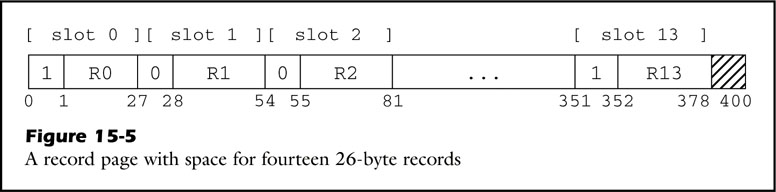 [ slot 0 ][ slot 1 ][ slot 2 ] [ slot 13 ]
1 R0 0 R1 0 R2 ... 1 R13
0 1 27 28 54 55 81 351 352 378 400
Figure 15-5
A record page with space for fourteen 26-byte records